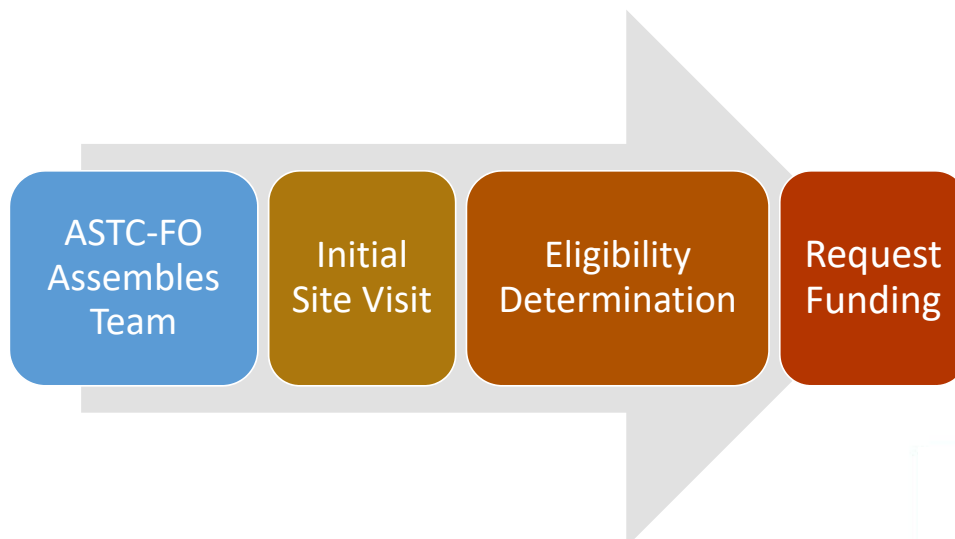 ASTC-FO
Assembles
Team
Initial
Site Visit
Eligibility
Determination
Request
Funding